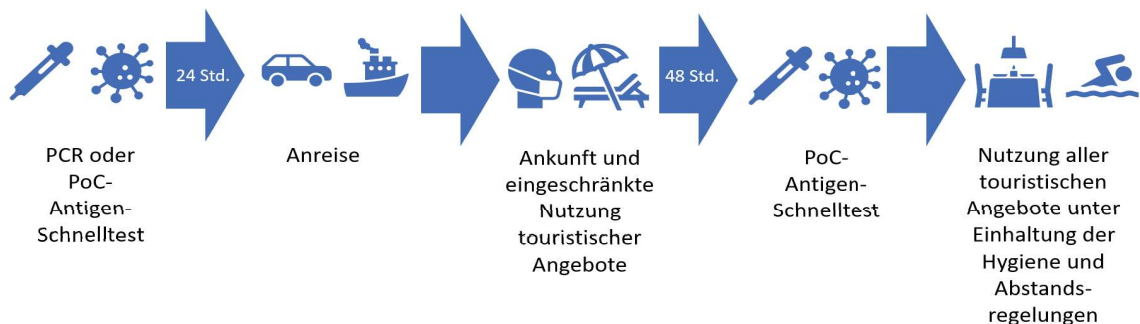 24 Std.
48 Std.
PCR oder
PoC-
Antigen-
Schnelltest
Anreise
Ankunft und
eingeschränkte
Nutzung
touristischer
Angebote
PoC-
Antigen-
Schnelltest
Nutzung aller
touristischen
Angebote unter
Einhaltung der
Hygiene und
Abstands-
regelungen